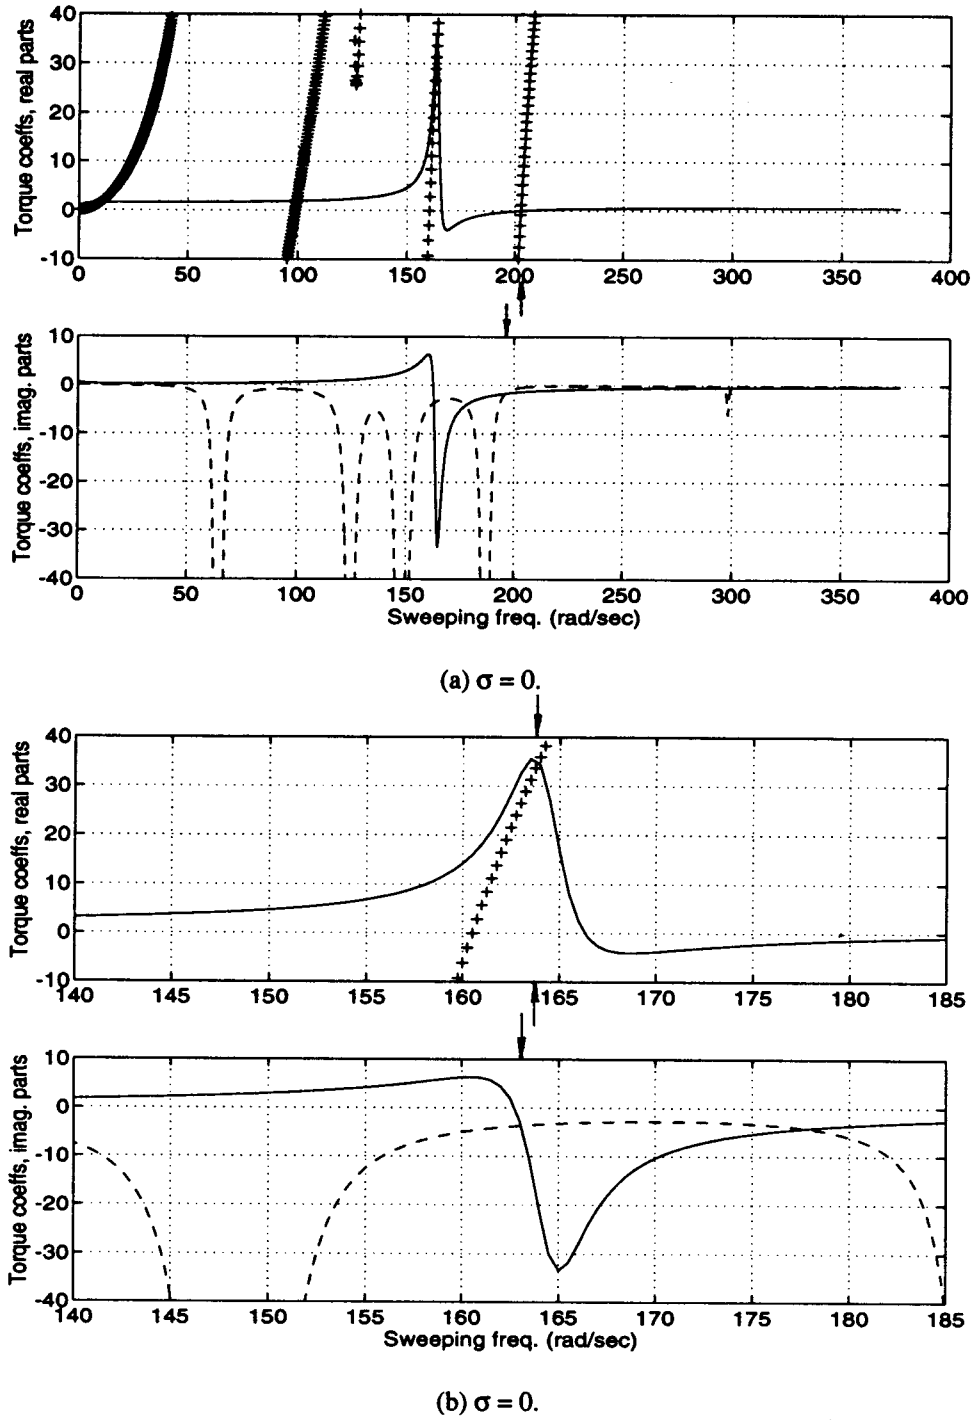 Torque coeffs, real parts
40
30
20
10
0
-10
0 50 100 150 200 250 300 350 400
Torque coeffs, imag. parts
10
0
-10
-20
-30
-40
0 50 100 150 200 250 300 350 400
Sweeping freq. (rad/sec)
(a) σ = 0.
Torque coeffs, real parts
40
30
20
10
0
-10
140 145 150 155 160 165 170 175 180 185
Torque coeffs, imag. parts
10
0
-10
-20
-30
-40
140 145 150 155 160 165 170 175 180 185
Sweeping freq. (rad/sec)
(b) σ = 0.